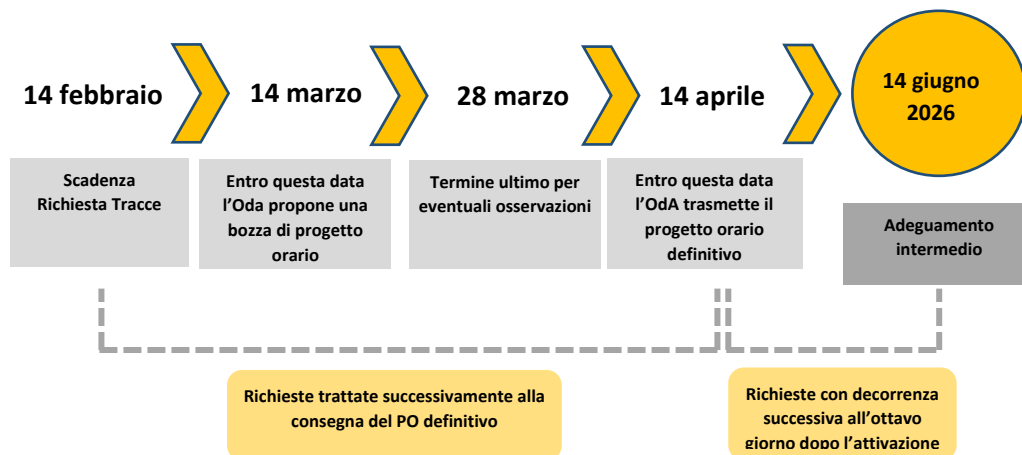 14 febbraio
14 marzo
28 marzo
14 aprile
14 giugno
2026
Scadenza
Richiesta Tracce
Entro questa data
l'Oda propone una
bozza di progetto
orario
Termine ultimo per
eventuali osservazioni
Entro questa data
l'OdA trasmette il
progetto orario
definitivo
Adeguamento
intermedio
Richieste trattate successivamente alla
consegna del PO definitivo
Richieste con decorrenza
successiva all'ottavo
giorno dopo l'attivazione